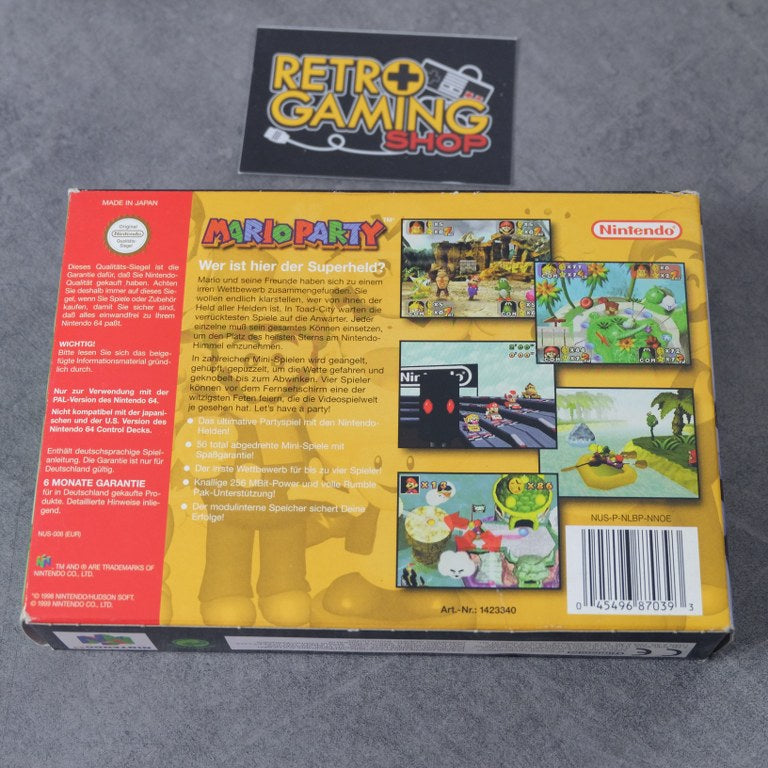 RETRO
GAMING
SHOP
MADE IN JAPAN
Original
Nintendo
Qualitäts-
Siegel
Dieses Qualitäts-Siegel ist die
Garantie dafür, daß Sie Nintendo-
Qualität gekauft haben. Achten
Sie deshalb immer auf dieses Sie-
gel, wenn Sie Spiele oder Zubehör
kaufen, damit Sie sicher sind,
daß alles einwandfrei zu Ihrem
Nintendo 64 paßt.
WICHTIG!
Bitte lesen Sie sich das beige-
fügte Informationsmaterial gründ-
lich durch.
Nur zur Verwendung mit der
PAL-Version des Nintendo 64.
Nicht kompatibel mit der japani-
schen und der U.S. Version des
Nintendo 64 Control Decks.
Enthält deutschsprachige Spiel-
anleitung. Die Garantie ist nur für
Deutschland gültig.
6 MONATE GARANTIE
für in Deutschland gekaufte Pro-
dukte. Detaillierte Hinweise inlie-
gend.
NUS-006 (EUR)
TM AND ® ARE TRADEMARKS OF
NINTENDO CO., LTD.
© 1998 NINTENDO/HUDSON SOFT.
© 1999 NINTENDO CO., LTD.
MARIO PARTY™
Wer ist hier der Superheld?
Mario und seine Freunde haben sich zu einem
irren Wettbewerb zusammengefunden: Sie
wollen endlich klarstellen, wer von ihnen der
Held aller Helden ist. In Toad-City warten die
verrücktesten Spiele auf die Anwärter. Jeder
einzelne muß sein gesamtes Können einsetzen,
um den Platz des hellsten Sterns am Nintendo-
Himmel einzunehmen.
In zahlreichen Mini-Spielen wird geangelt,
gehüpft, gepuzzelt, um die Wette gefahren und
geknobelt bis zum Abwinken. Vier Spieler
können vor dem Fernsehschirm eine der
witzigsten Feten feiern, die die Videospielwelt
je gesehen hat. Let's have a party!
• Das ultimative Partyspiel mit den Nintendo-
Helden!
• 56 total abgedrehte Mini-Spiele mit
Spaßgarantie!
• Der irrste Wettbewerb für bis zu vier Spieler!
• Knallige 256 MBit-Power und volle Rumble
Pak-Unterstützung!
• Der modulinterne Speicher sichert Deine
Erfolge!
Nintendo
Nintendo
NUS-P-NLBP-NNOE
Art.-Nr.: 1423340
0 45496 87039 3
CE